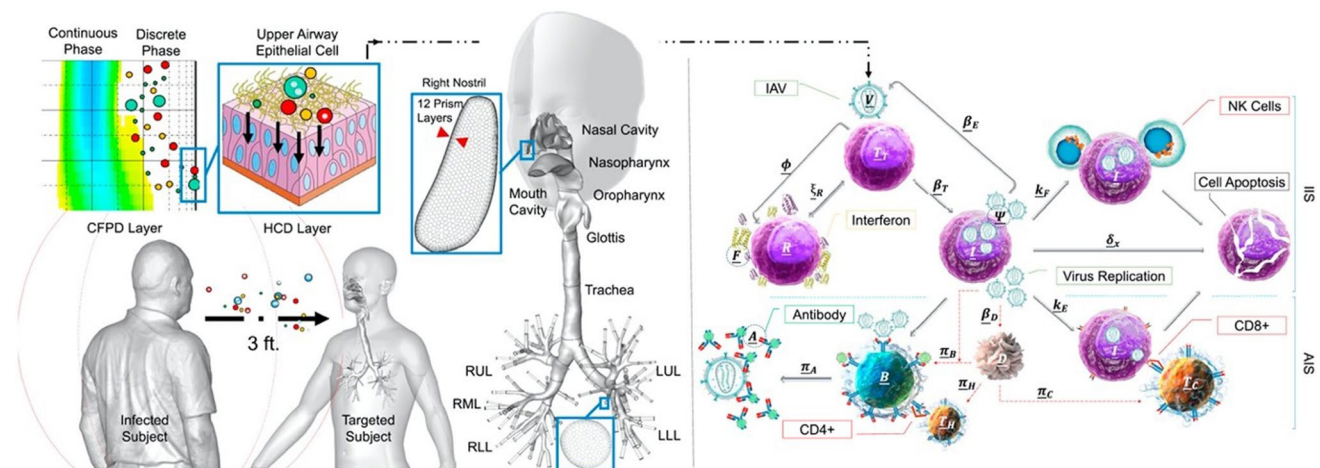 Continuous
Phase
Discrete
Phase
Upper Airway
Epithelial Cell
CFPD Layer
HCD Layer
3 ft.
Infected
Subject
Targeted
Subject
Right Nostril
12 Prism
Layers
Nasal Cavity
Nasopharynx
Mouth
Cavity
Oropharynx
Glottis
Trachea
RUL
LUL
RML
RLL
LLL
IAV
V
β_E
NK Cells
I
ϕ
T_T
ξ_R
β_T
k_F
Cell Apoptosis
Interferon
F
R
Ψ
I
δ_x
IIS
Virus Replication
Antibody
A
β_D
k_E
CD8+
I
π_B
D
π_A
B
π_H
π_C
T_C
CD4+
T_H
AIS